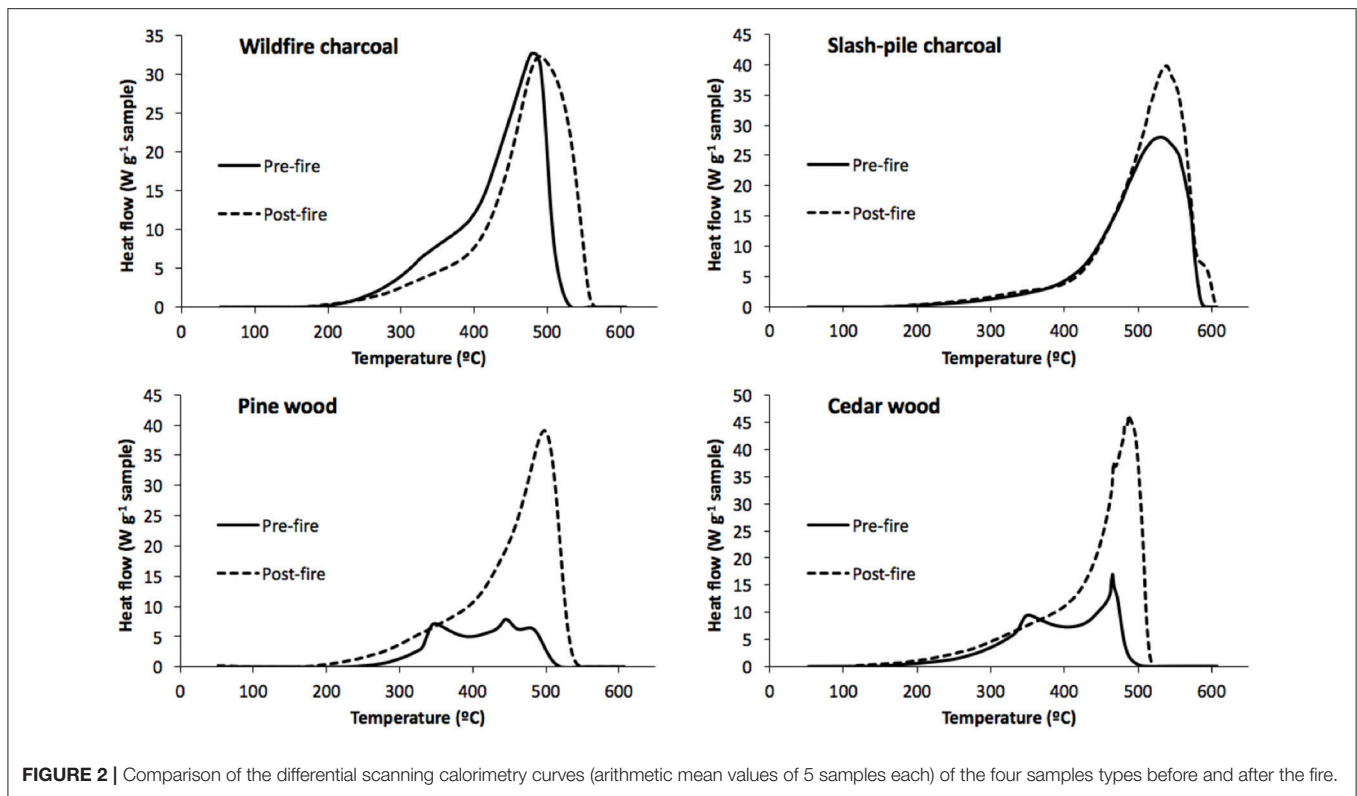 Wildfire charcoal
Heat flow (W g⁻¹ sample)
35
30
25
20
15
10
5
0
Pre-fire
Post-fire
0 100 200 300 400 500 600
Temperature (ºC)
Slash-pile charcoal
Heat flow (W g⁻¹ sample)
45
40
35
30
25
20
15
10
5
0
Pre-fire
Post-fire
0 100 200 300 400 500 600
Temperature (ºC)
Pine wood
Heat flow (W g⁻¹ sample)
45
40
35
30
25
20
15
10
5
0
Pre-fire
Post-fire
0 100 200 300 400 500 600
Temperature (ºC)
Cedar wood
Heat flow (W g⁻¹ sample)
50
45
40
35
30
25
20
15
10
5
0
Pre-fire
Post-fire
0 100 200 300 400 500 600
Temperature (ºC)
FIGURE 2 | Comparison of the differential scanning calorimetry curves (arithmetic mean values of 5 samples each) of the four samples types before and after the fire.